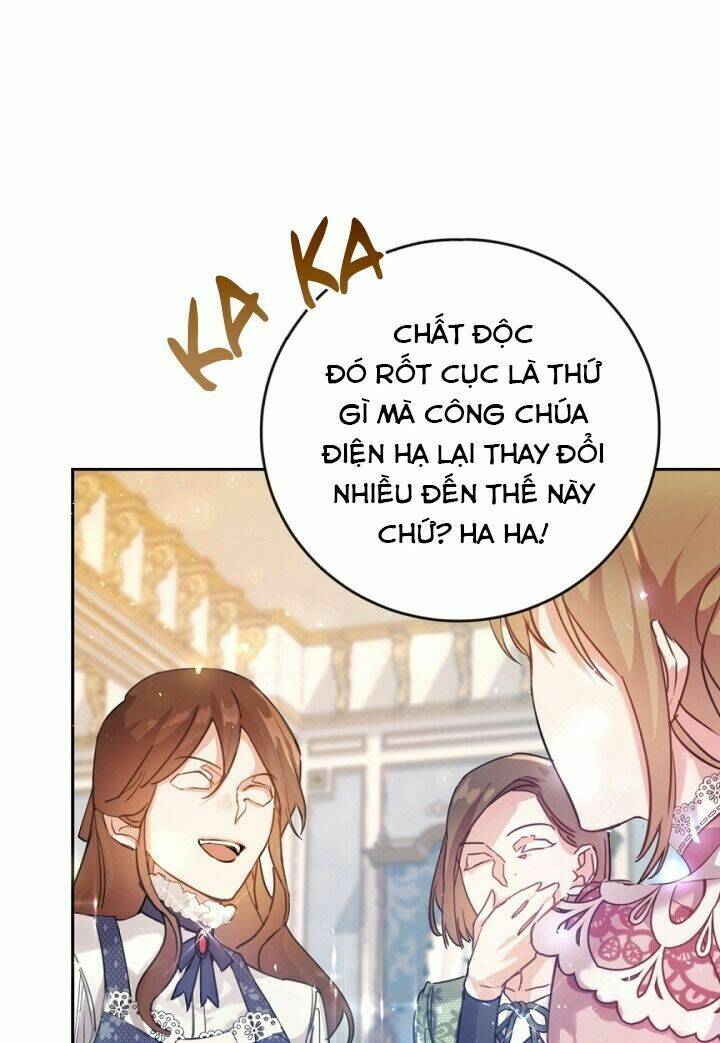 KA KA
CHẤT ĐỘC
ĐÓ RỐT CỤC LÀ THỨ
GÌ MÀ CÔNG CHÚA
ĐIỆN HẠ LẠI THAY ĐỔI
NHIỀU ĐẾN THẾ NÀY
CHỨ? HA HA!